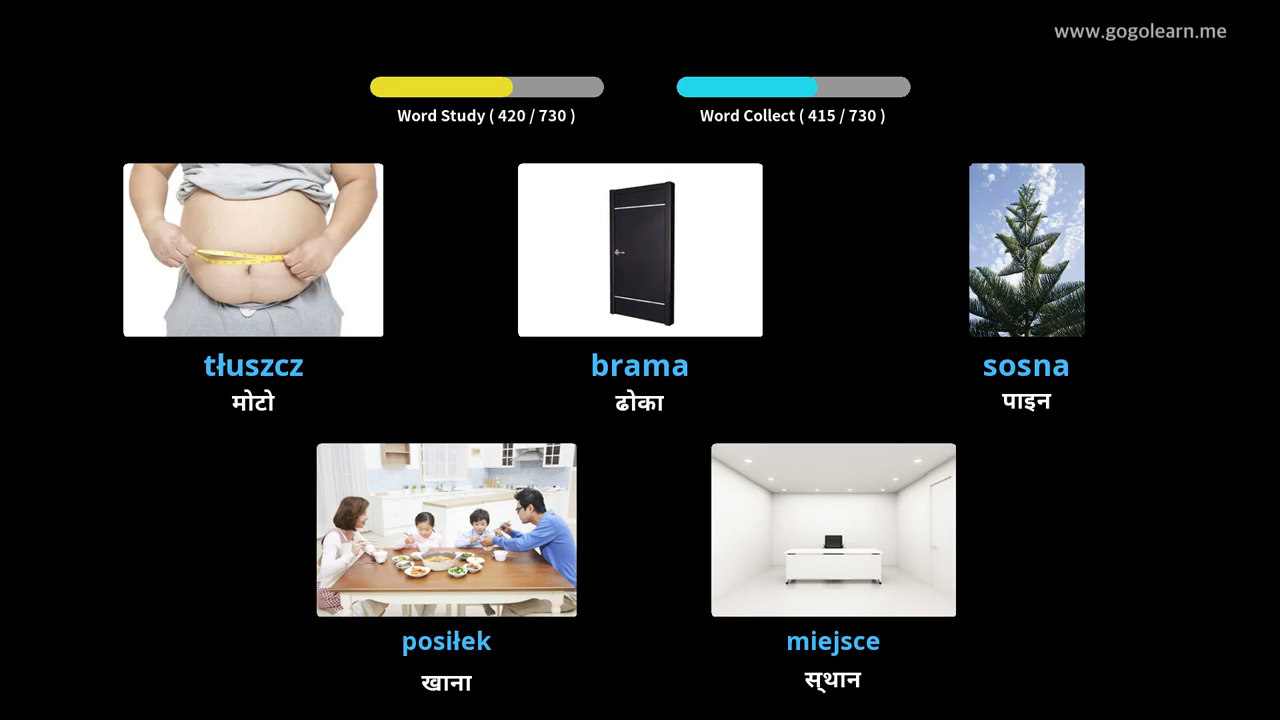 www.gogolearn.me
Word Study ( 420 / 730 )
Word Collect ( 415 / 730 )
tłuszcz
मोटो
brama
ढोका
sosna
पाइन
posiłek
खाना
miejsce
स्थान